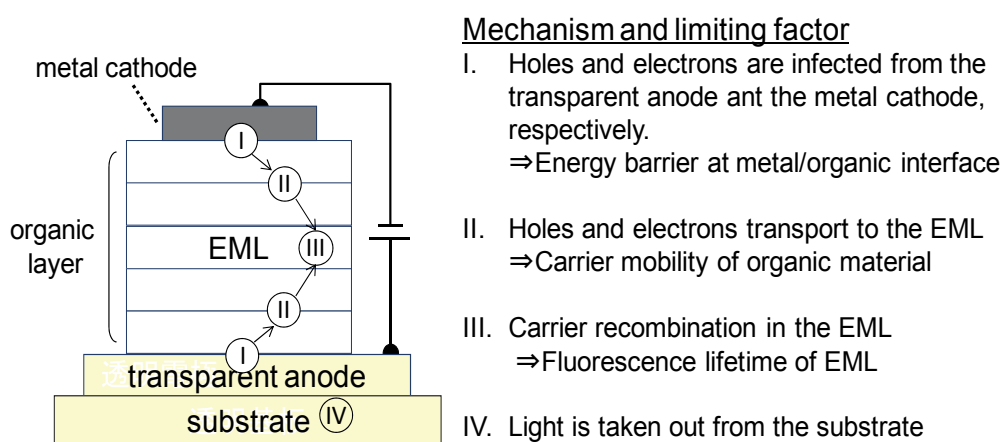 metal cathode
organic
layer
I
II
EML III
II
I
transparent anode
substrate IV
Mechanism and limiting factor
I. Holes and electrons are infected from the
transparent anode ant the metal cathode,
respectively.
⇒Energy barrier at metal/organic interface
II. Holes and electrons transport to the EML
⇒Carrier mobility of organic material
III. Carrier recombination in the EML
⇒Fluorescence lifetime of EML
IV. Light is taken out from the substrate